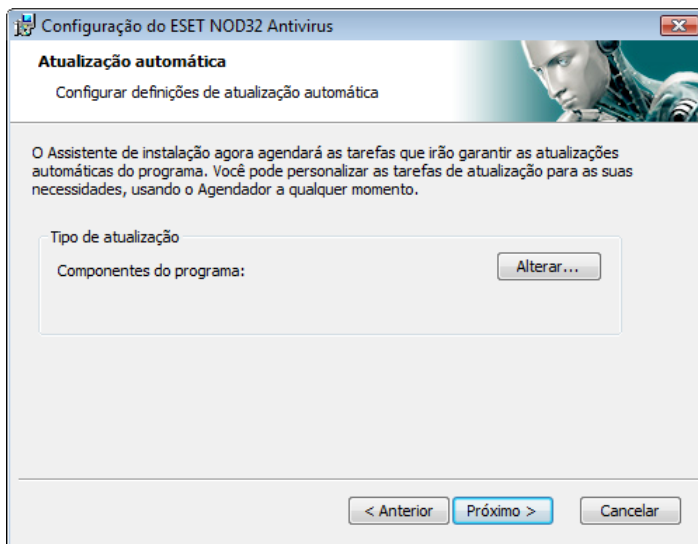 Configuração do ESET NOD32 Antivirus
Atualização automática
Configurar definições de atualização automática
O Assistente de instalação agora agendará as tarefas que irão garantir as atualizações
automáticas do programa. Você pode personalizar as tarefas de atualização para as suas
necessidades, usando o Agendador a qualquer momento.
Tipo de atualização
Componentes do programa:
Alterar...
< Anterior
Próximo >
Cancelar